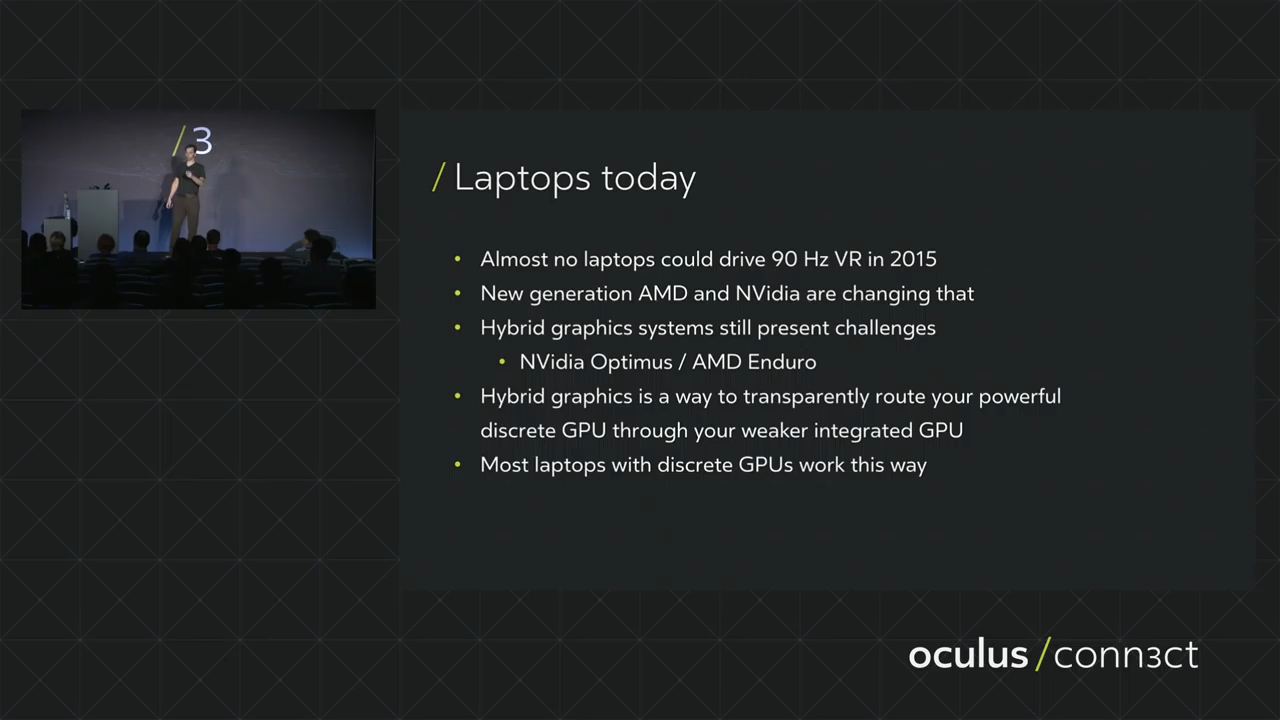 /3
/ Laptops today
• Almost no laptops could drive 90 Hz VR in 2015
• New generation AMD and NVidia are changing that
• Hybrid graphics systems still present challenges
• NVidia Optimus / AMD Enduro
• Hybrid graphics is a way to transparently route your powerful
discrete GPU through your weaker integrated GPU
• Most laptops with discrete GPUs work this way
oculus / conn3ct